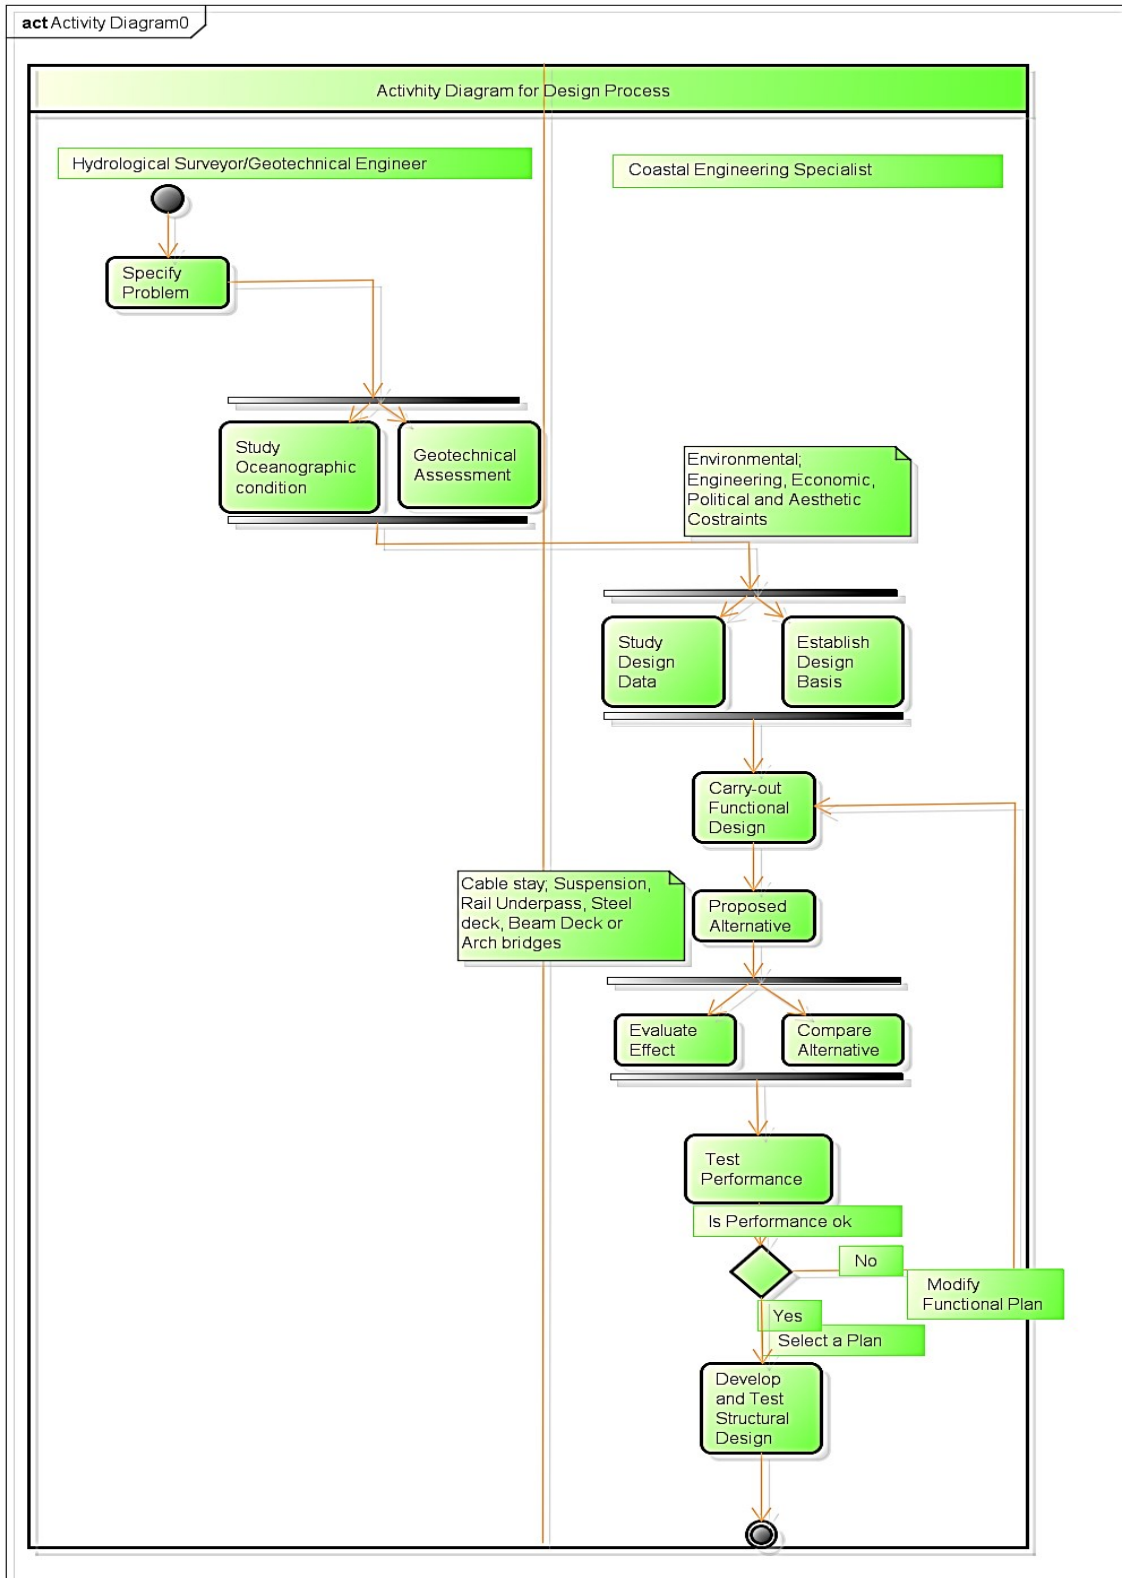 act Activity Diagram0
Activhity Diagram for Design Process
Hydrological Surveyor/Geotechnical Engineer
Coastal Engineering Specialist
Specify
Problem
Study
Oceanographic
condition
Geotechnical
Assessment
Environmental;
Engineering, Economic,
Political and Aesthetic
Costraints
Study
Design
Data
Establish
Design
Basis
Carry-out
Functional
Design
Cable stay; Suspension,
Rail Underpass, Steel
deck, Beam Deck or
Arch bridges
Proposed
Alternative
Evaluate
Effect
Compare
Alternative
Test
Performance
Is Performance ok
No
Modify
Functional Plan
Yes
Select a Plan
Develop
and Test
Structural
Design